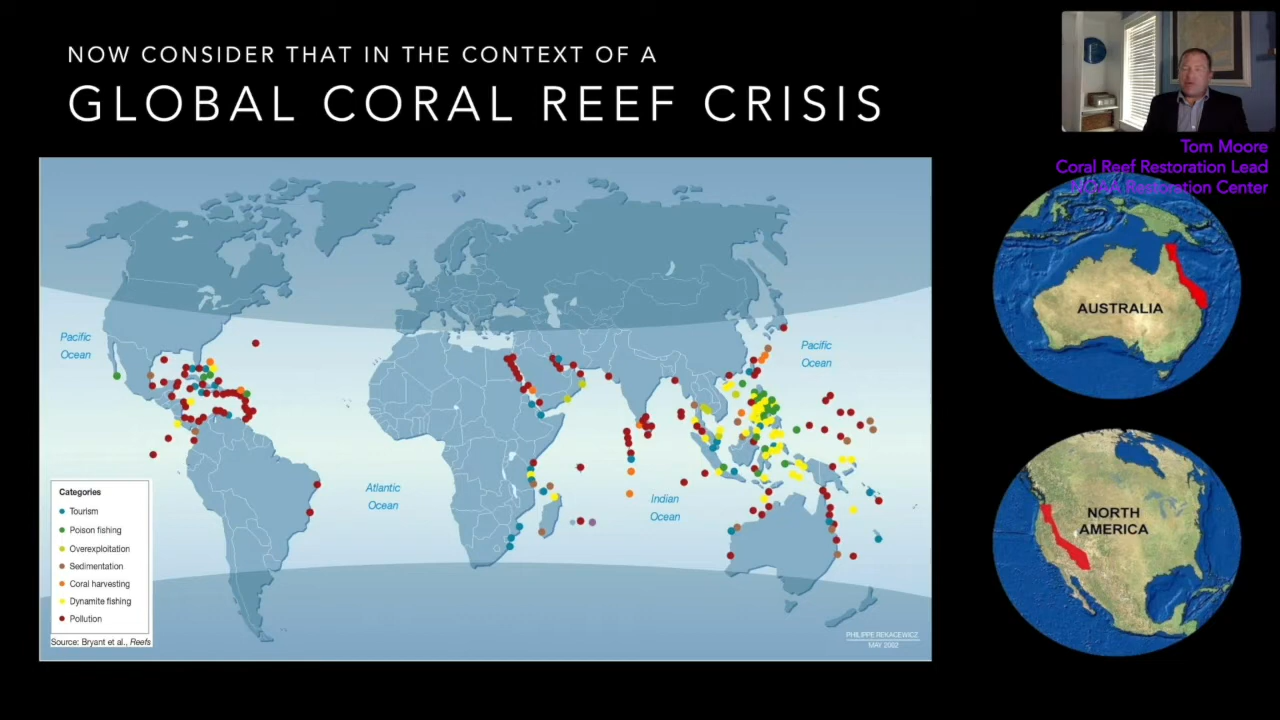 NOW CONSIDER THAT IN THE CONTEXT OF A
GLOBAL CORAL REEF CRISIS
Tom Moore
Coral Reef Restoration Lead
NOAA Restoration Center
Pacific
Ocean
Atlantic
Ocean
Indian
Ocean
Pacific
Ocean
Categories
Tourism
Poison fishing
Overexploitation
Sedimentation
Coral harvesting
Dynamite fishing
Pollution
Source: Bryant et al., Reefs
PHILIPPE REKACEWICZ
MAY 2002
AUSTRALIA
NORTH
AMERICA